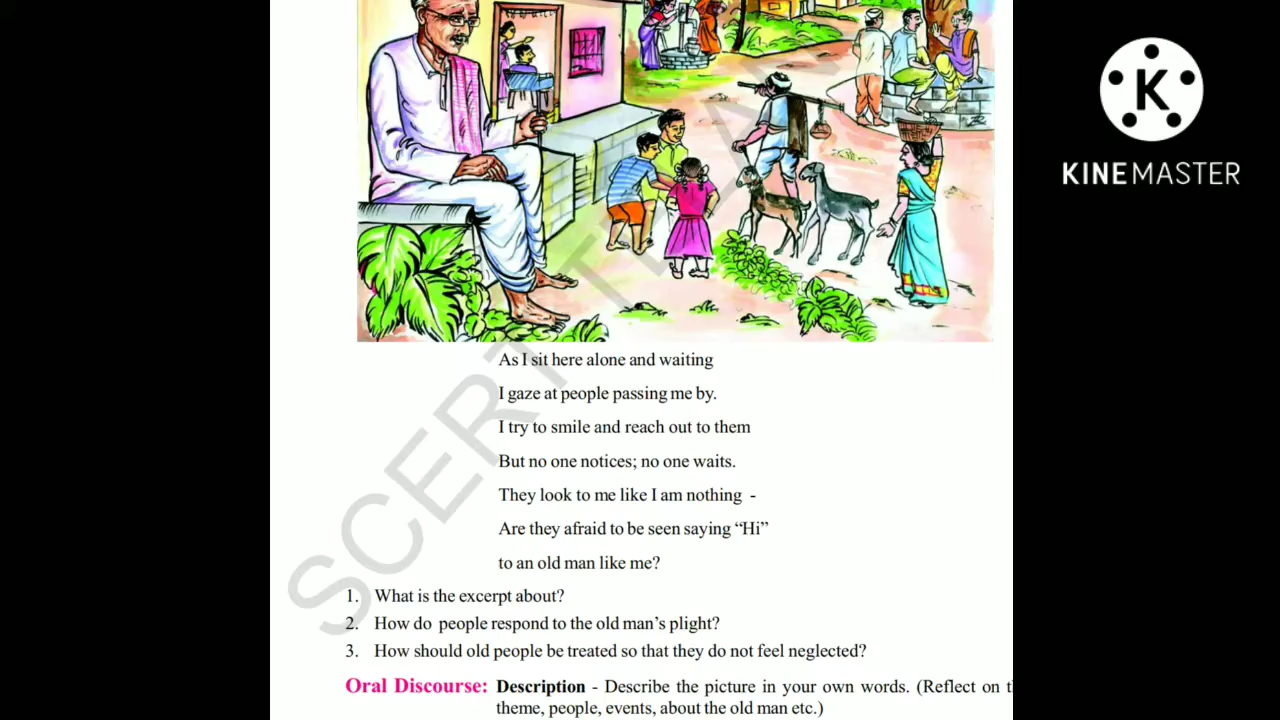 K
KINEMASTER
As I sit here alone and waiting
I gaze at people passing me by.
I try to smile and reach out to them
But no one notices; no one waits.
They look to me like I am nothing -
Are they afraid to be seen saying “Hi”
to an old man like me?
1. What is the excerpt about?
2. How do people respond to the old man’s plight?
3. How should old people be treated so that they do not feel neglected?
Oral Discourse: Description - Describe the picture in your own words. (Reflect on
theme, people, events, about the old man etc.)
SCERT